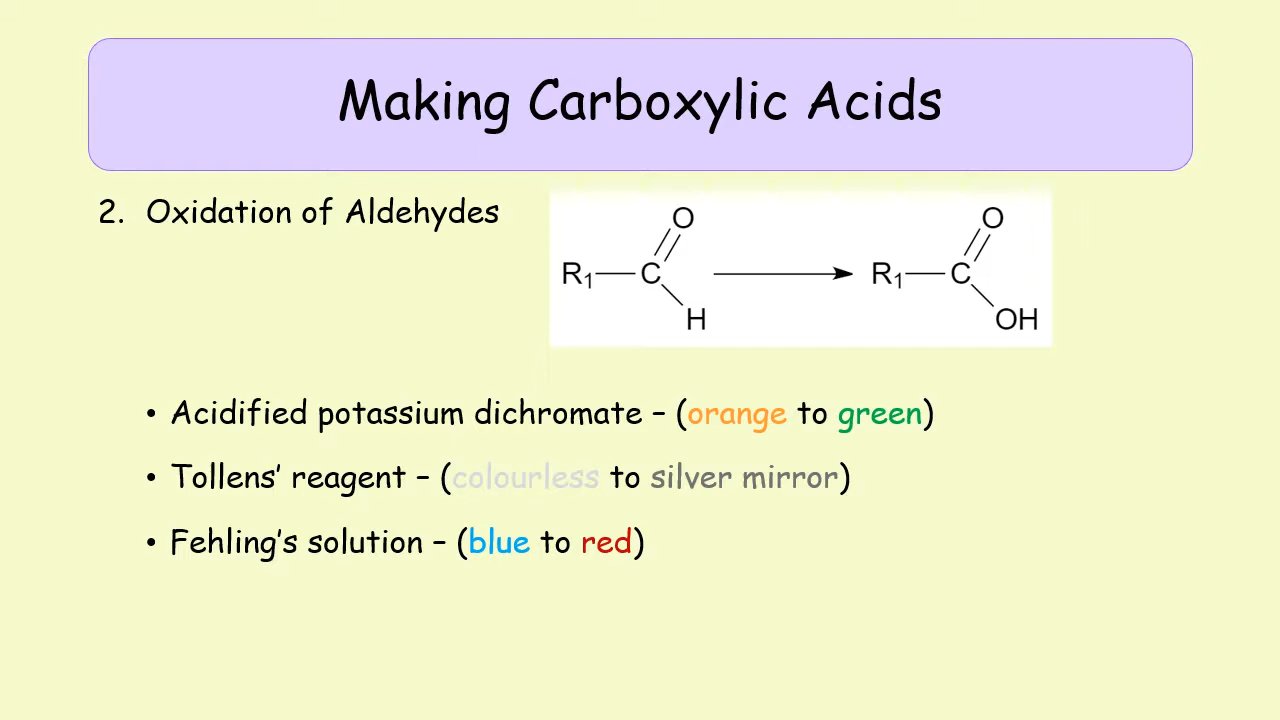 Making Carboxylic Acids
2. Oxidation of Aldehydes
O
R₁ C
H
O
R₁ C
OH
• Acidified potassium dichromate – (orange to green)
• Tollens’ reagent – (colourless to silver mirror)
• Fehling’s solution – (blue to red)